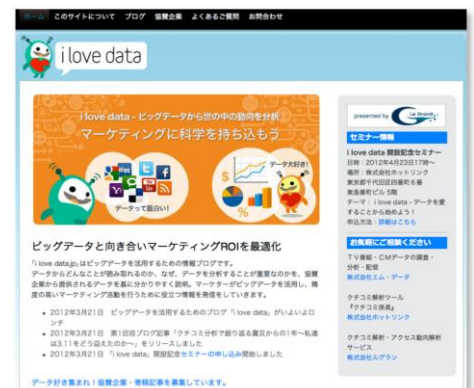 ホーム このサイトについて ブログ 協賛企業 よくあるご質問 お問合わせ
i love data
i love data - ビッグデータから世の中の動向を分析
マーケティングに科学を持ち込もう
データって面白い!
データ大好き!
ビッグデータと向き合いマーケティングROIを最適化
「i love data.jp」はビッグデータを活用するための情報ブログです。
データからどんなことが読み取れるのか、なぜ、データを分析することが重要なのかを、協賛
企業から提供されるデータを基に分かりやすく説明。マーケターがビッグデータを活用し、精
度の高いマーケティング活動を行うために役立つ情報を発信をしていきます。
• 2012年3月21日 ビッグデータを活用するためのブログ「i love data」がいよいよロ
ンチ
• 2012年3月21日 第1回目ブログ記事「クチコミ分析で振り返る震災からの1年〜私達
は3.11をどう迎えたのか〜」をリリースしました
• 2012年3月21日 「i love data」開設記念セミナーの申し込み開始しました
データ好き集まれ!協賛企業・寄稿記事を募集しています。
presented by Le Grand
セミナー情報
i love data 開設記念セミナー
日時:2012年4月23日17時〜
場所:株式会社ホットリンク
東京都千代田区四番町6番
東急番町ビル 5階
テーマ:i love data - データを愛
することから始めよう!
申込方法:詳細はこちら
お気軽にご相談ください
TV番組・CMデータの調査・
分析・配信
株式会社エム・データ
クチコミ解析ツール
『クチコミ係長』
株式会社ホットリンク
クチコミ解析・アクセス動向解析
サービス
株式会社ルグラン